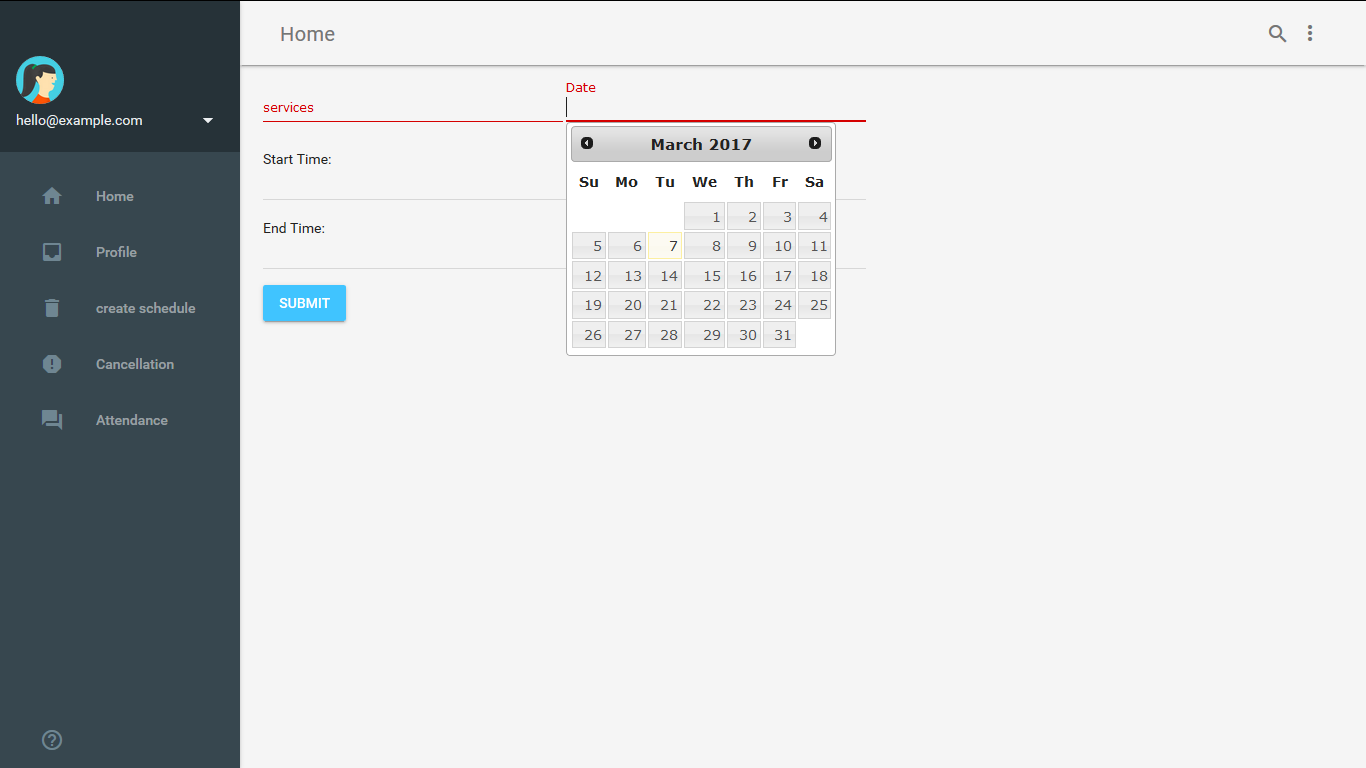 hello@example.com
Home
Profile
create schedule
Cancellation
Attendance
Home
services
Date
Start Time:
End Time:
SUBMIT
March 2017
Su Mo Tu We Th Fr Sa
1 2 3 4
5 6 7 8 9 10 11
12 13 14 15 16 17 18
19 20 21 22 23 24 25
26 27 28 29 30 31